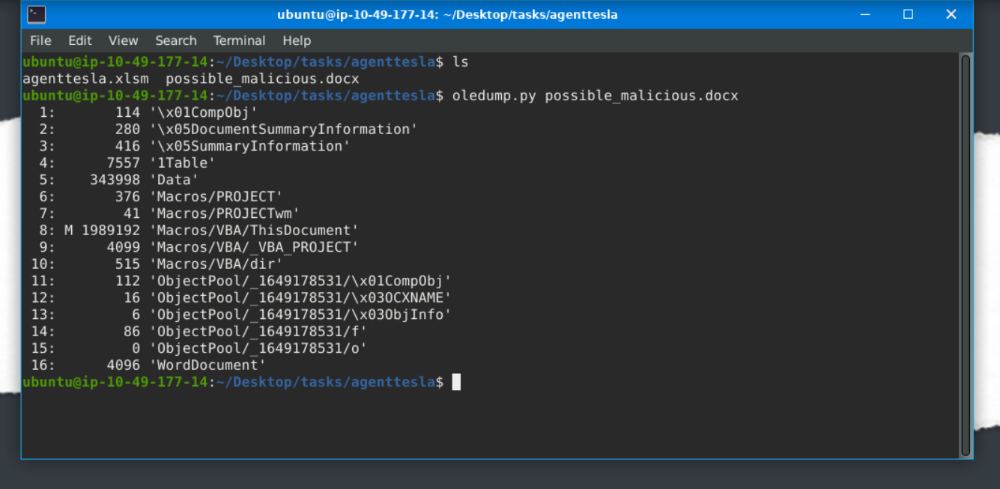 ubuntu@ip-10-49-177-14: ~/Desktop/tasks/agenttesla
File Edit View Search Terminal Help
ubuntu@ip-10-49-177-14:~/Desktop/tasks/agenttesla$ ls
agenttesla.xlsm  possible_malicious.docx
ubuntu@ip-10-49-177-14:~/Desktop/tasks/agenttesla$ oledump.py possible_malicious.docx
  1:       114 '\x01CompObj'
  2:       280 '\x05DocumentSummaryInformation'
  3:       416 '\x05SummaryInformation'
  4:      7557 '1Table'
  5:    343998 'Data'
  6:       376 'Macros/PROJECT'
  7:        41 'Macros/PROJECTwm'
  8: M 1989192 'Macros/VBA/ThisDocument'
  9:      4099 'Macros/VBA/_VBA_PROJECT'
 10:       515 'Macros/VBA/dir'
 11:       112 'ObjectPool/_1649178531/\x01CompObj'
 12:        16 'ObjectPool/_1649178531/\x03OCXNAME'
 13:         6 'ObjectPool/_1649178531/\x03ObjInfo'
 14:        86 'ObjectPool/_1649178531/f'
 15:         0 'ObjectPool/_1649178531/o'
 16:      4096 'WordDocument'
ubuntu@ip-10-49-177-14:~/Desktop/tasks/agenttesla$